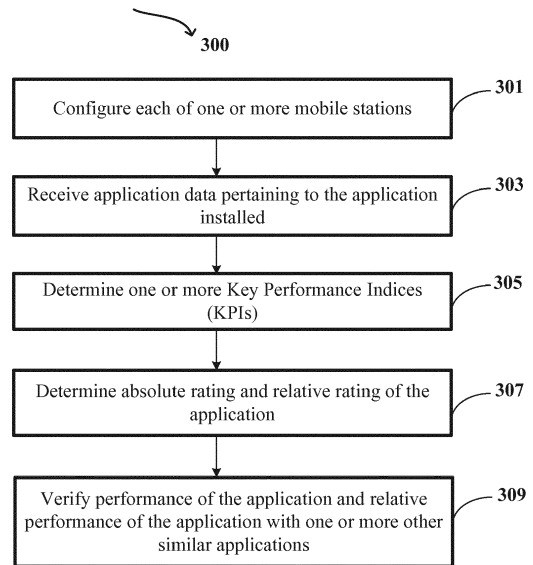 300
Configure each of one or more mobile stations
301
Receive application data pertaining to the application
installed
303
Determine one or more Key Performance Indices
(KPIs)
305
Determine absolute rating and relative rating of the
application
307
Verify performance of the application and relative
performance of the application with one or more other
similar applications
309